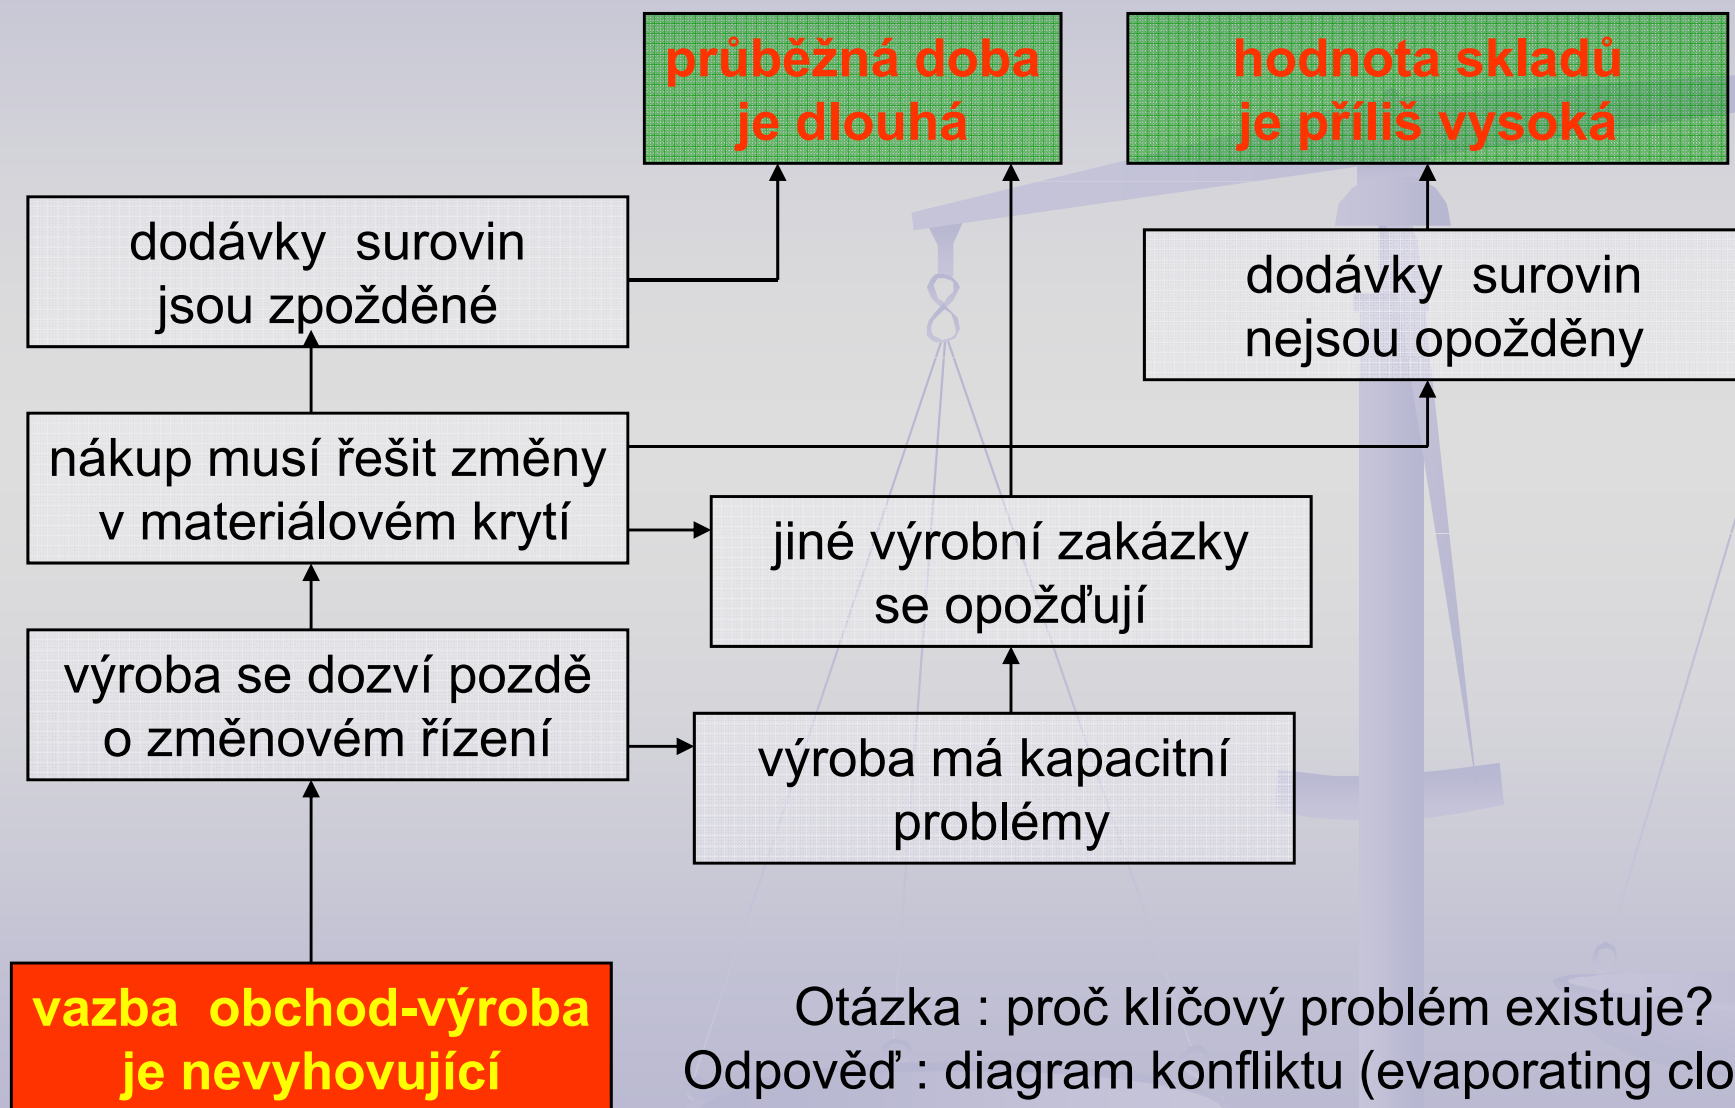 průběžná doba
je dlouhá
hodnota skladů
je příliš vysoká
dodávky surovin
jsou zpožděné
dodávky surovin
nejsou opožděny
nákup musí řešit změny
v materiálovém krytí
jiné výrobní zakázky
se opožďují
výroba se dozví pozdě
o změnovém řízení
výroba má kapacitní
problémy
vazba obchod-výroba
je nevyhovující
Otázka : proč klíčový problém existuje?
Odpověď : diagram konfliktu (evaporating clo